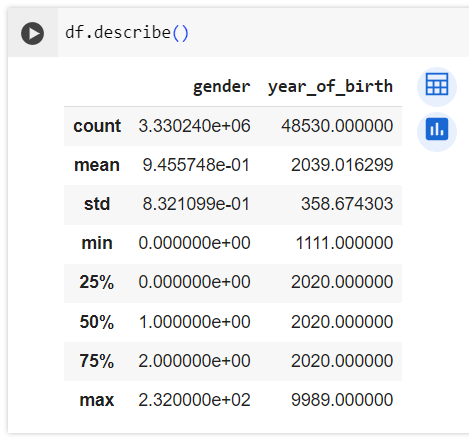 df.describe()
gender year_of_birth
count 3.330240e+06 48530.000000
mean 9.455748e-01 2039.016299
std 8.321099e-01 358.674303
min 0.000000e+00 1111.000000
25% 0.000000e+00 2020.000000
50% 1.000000e+00 2020.000000
75% 2.000000e+00 2020.000000
max 2.320000e+02 9989.000000